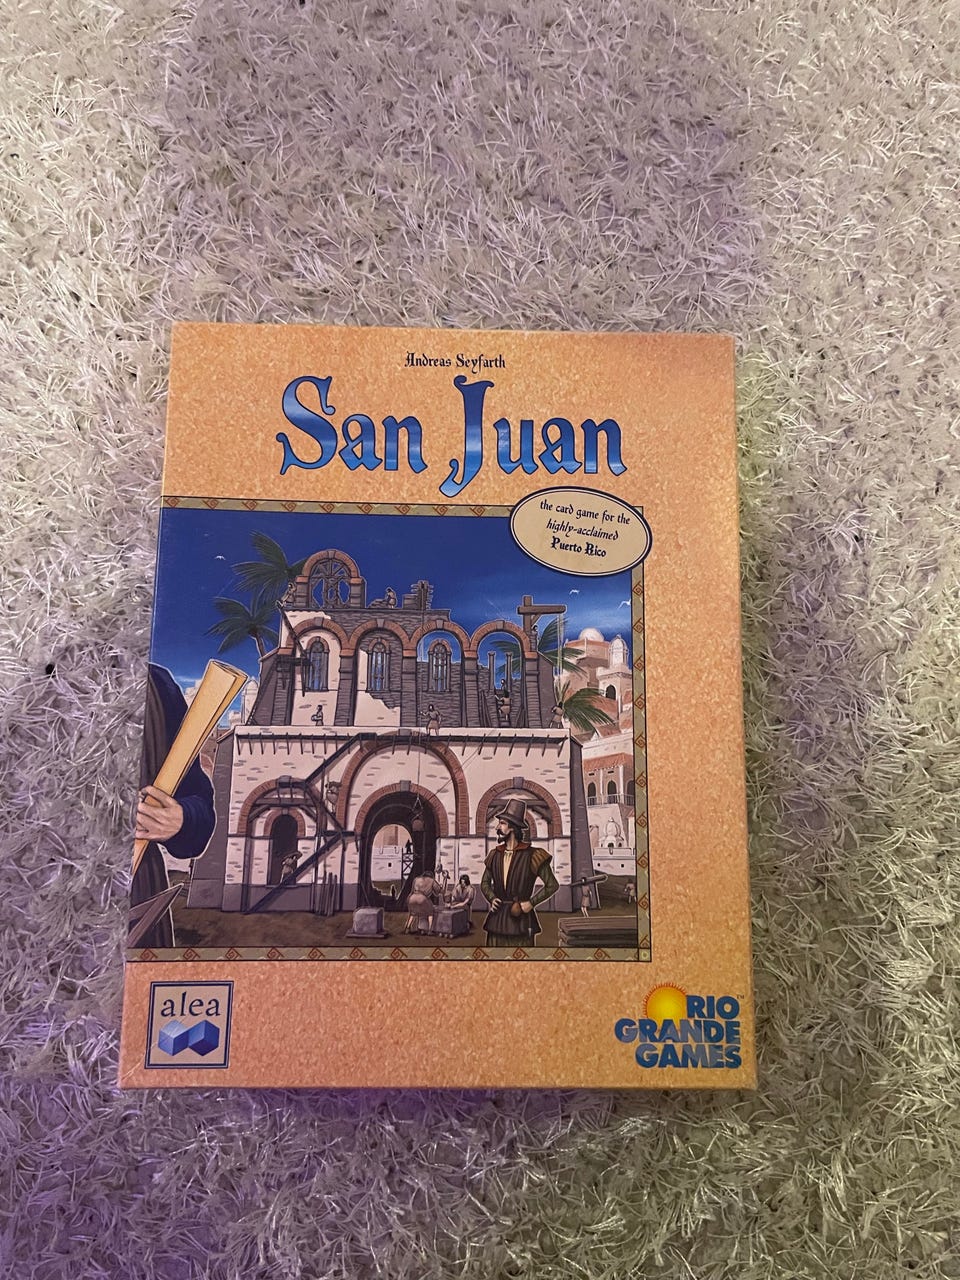 Andreas Seyfarth
San Juan
the card game for the
highly-acclaimed
Puerto Rico
alea
RIO
GRANDE
GAMES